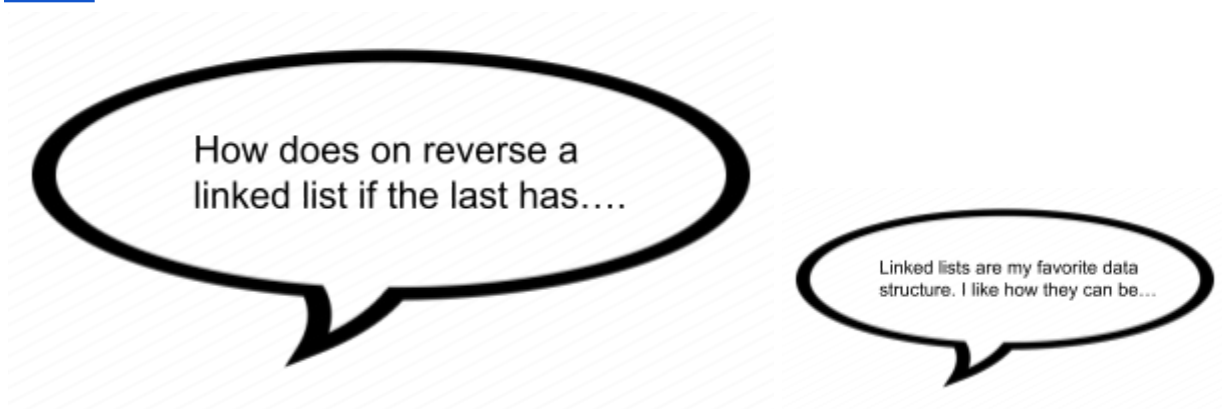 How does on reverse a
linked list if the last has….
Linked lists are my favorite data
structure. I like how they can be…